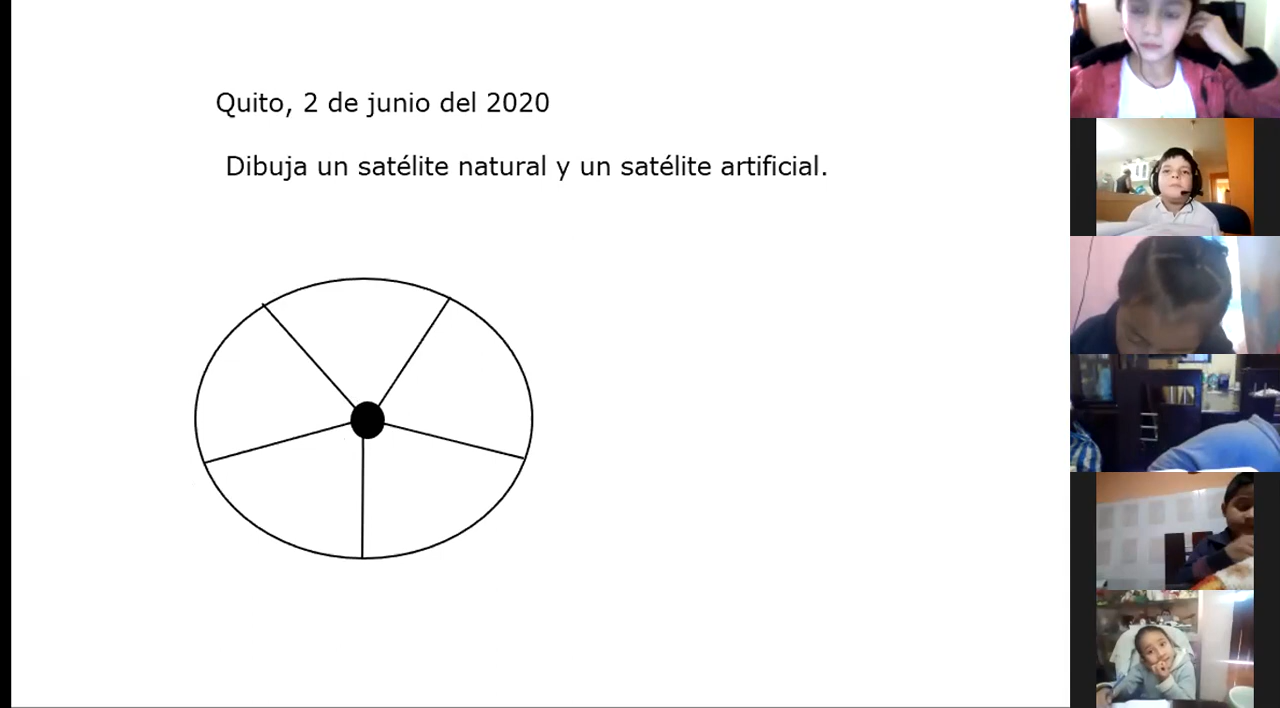 Quito, 2 de junio del 2020
Dibuja un satélite natural y un satélite artificial.